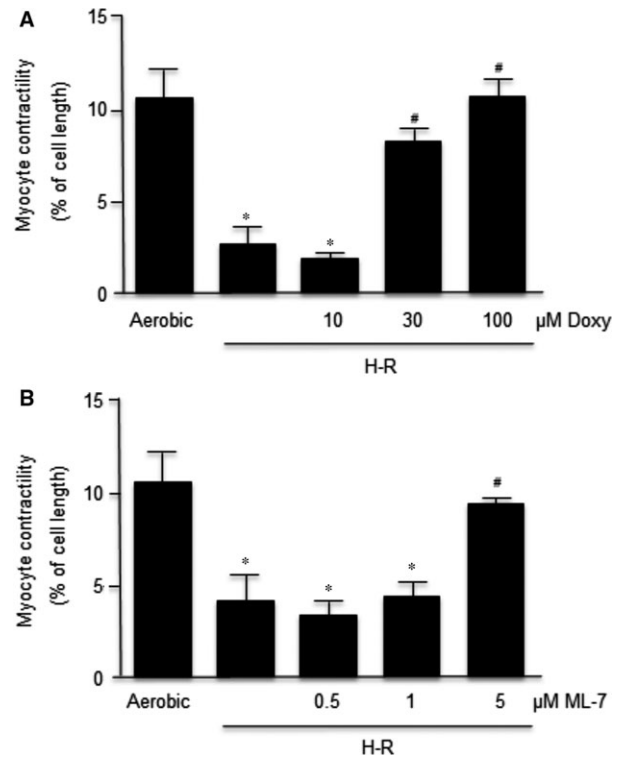 A
Myocyte contractility
(% of cell length)
15
10
5
0
*
*
#
#
Aerobic 10 30 100 µM Doxy
H-R
B
Myocyte contractility
(% of cell length)
15
10
5
0
*
*
*
#
Aerobic 0.5 1 5 µM ML-7
H-R